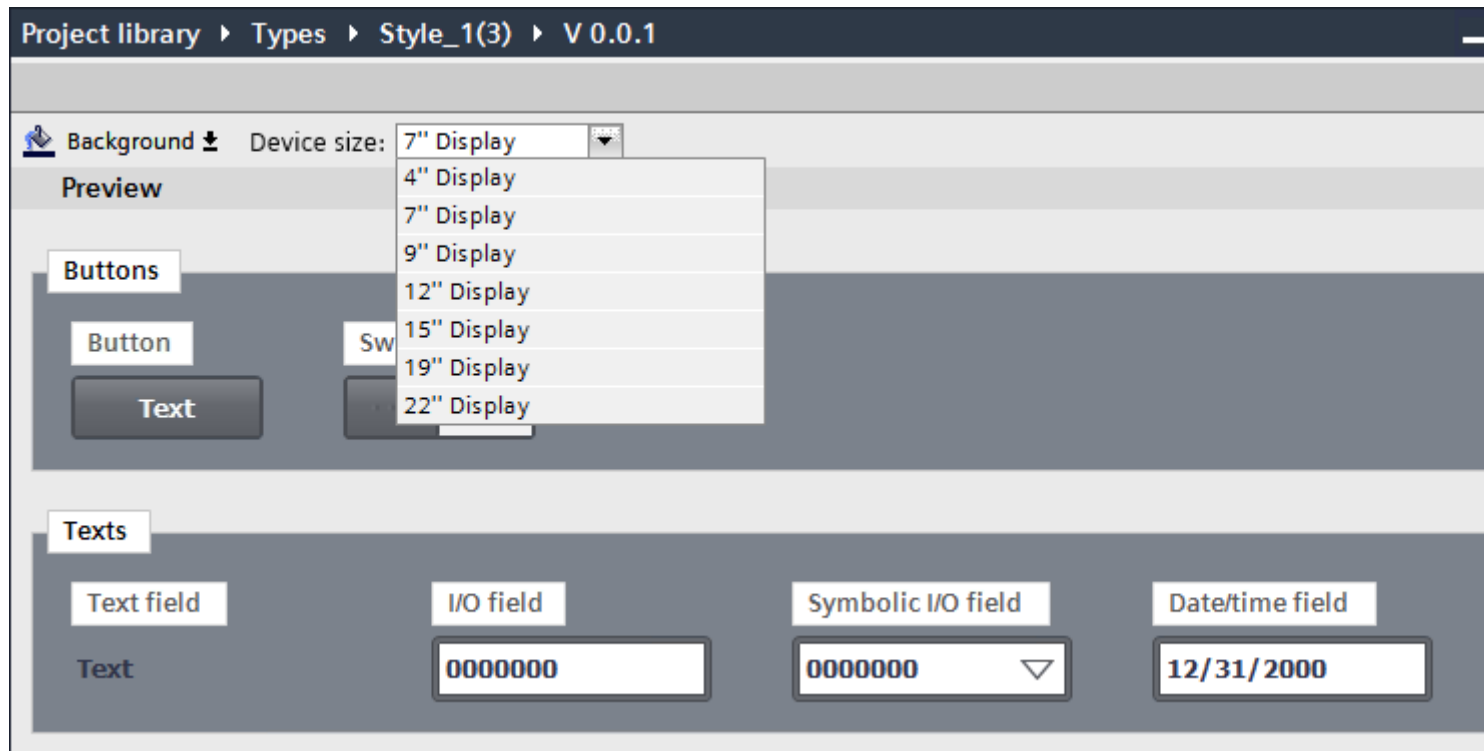 Project library ▸ Types ▸ Style_1(3) ▸ V 0.0.1
Background Device size: 7" Display
Preview
4" Display
7" Display
9" Display
12" Display
15" Display
19" Display
22" Display
Buttons
Button Sw
Text
Texts
Text field I/O field Symbolic I/O field Date/time field
Text 0000000 0000000 12/31/2000